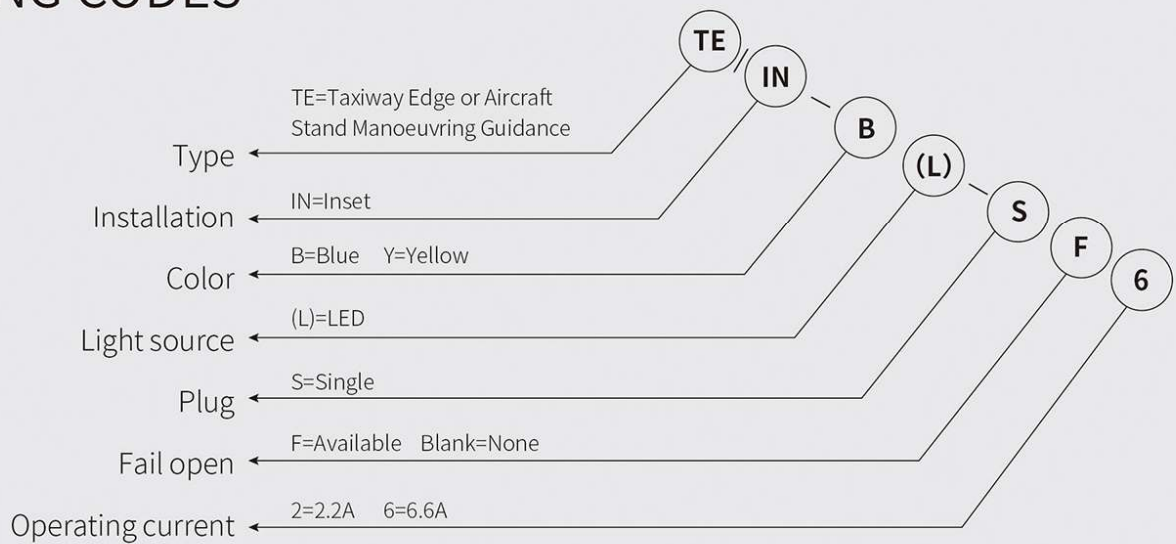 TE / IN - B (L) - S F 6
TE=Taxiway Edge or Aircraft
Stand Manoeuvring Guidance
Type
IN=Inset
Installation
B=Blue Y=Yellow
Color
(L)=LED
Light source
S=Single
Plug
F=Available Blank=None
Fail open
2=2.2A 6=6.6A
Operating current